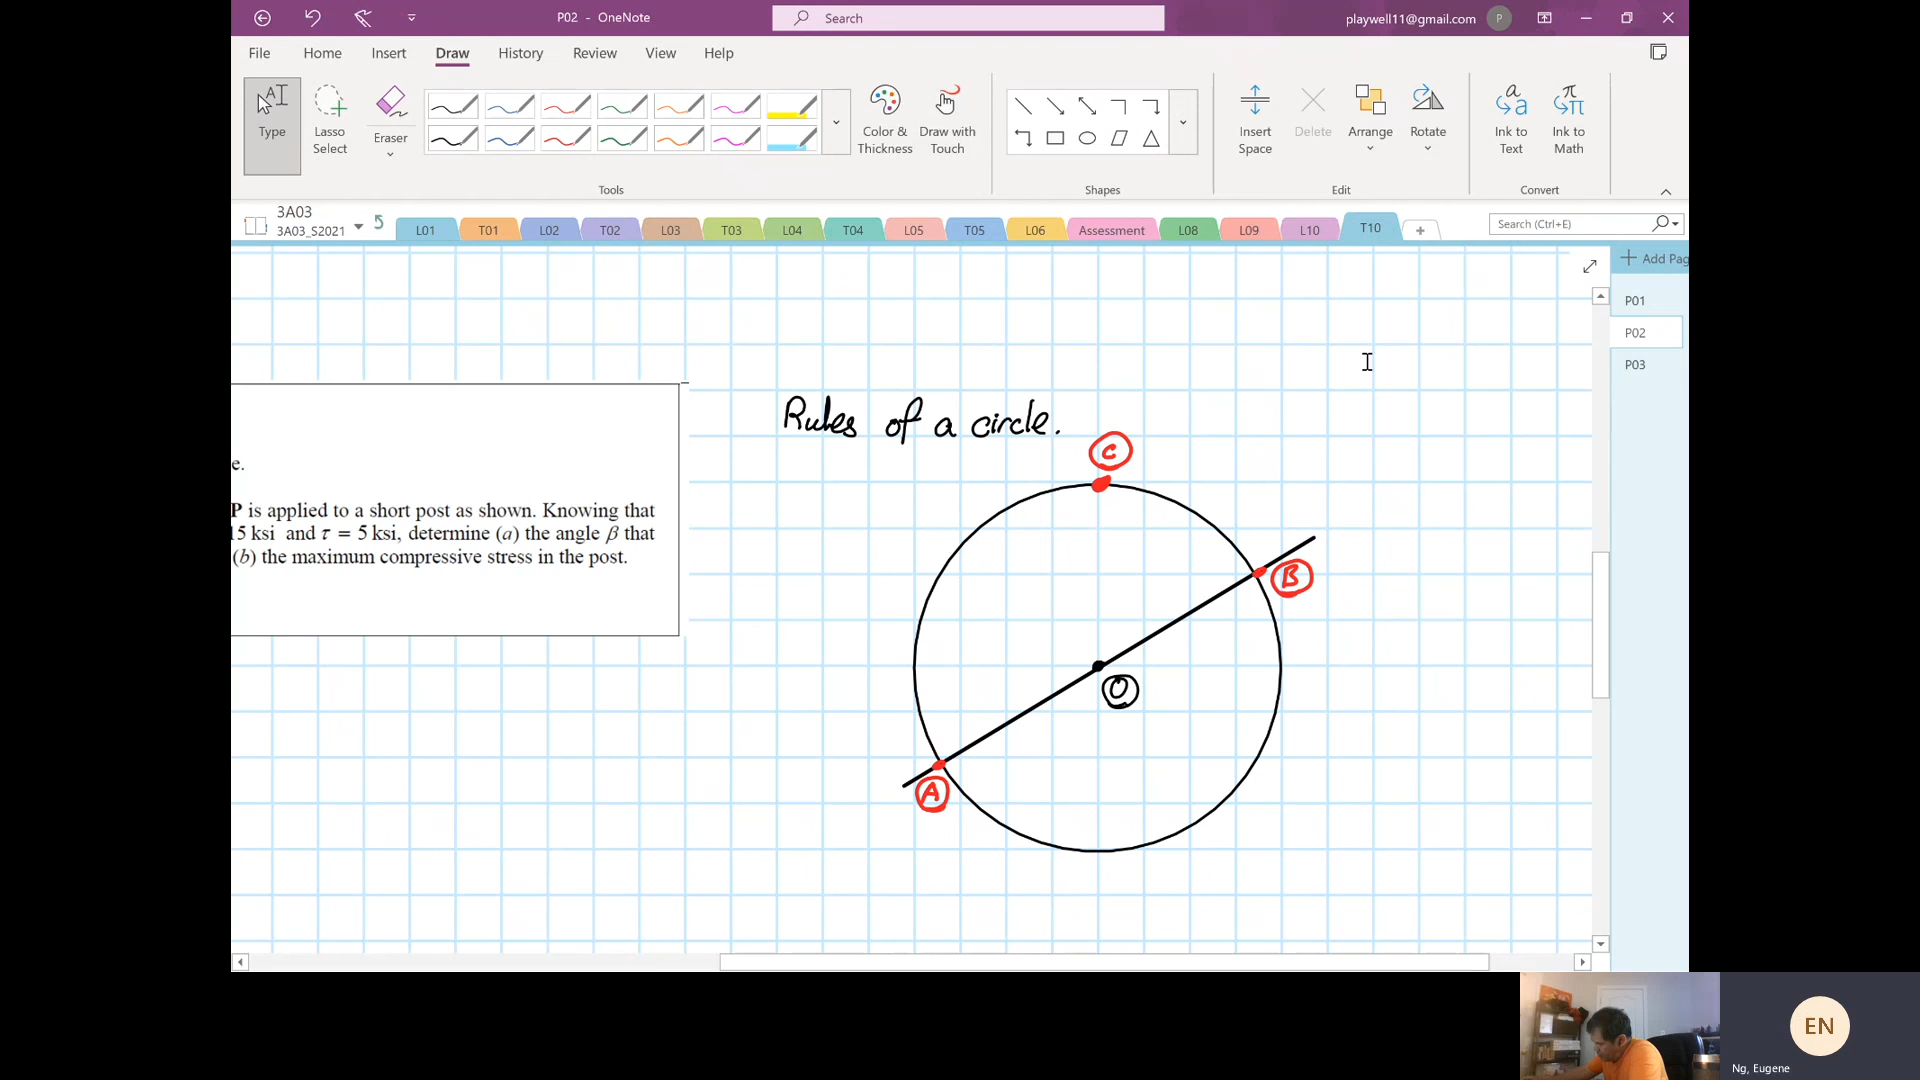 P02 - OneNote
Search
playwell11@gmail.com
P
File
Home
Insert
Draw
History
Review
View
Help
Type
Lasso
Select
Eraser
Color &
Thickness
Draw with
Touch
Insert
Space
Delete
Arrange
Rotate
Ink to
Text
Ink to
Math
Tools
Shapes
Edit
Convert
3A03
3A03_S2021
L01
T01
L02
T02
L03
T03
L04
T04
L05
T05
L06
Assessment
L08
L09
L10
T10
Search (Ctrl+E)
Add Pag
P01
P02
P03
e.
P is applied to a short post as shown. Knowing that
15 ksi and τ = 5 ksi, determine (a) the angle β that
(b) the maximum compressive stress in the post.
Rules of a circle.
C
B
O
A
EN
Ng, Eugene